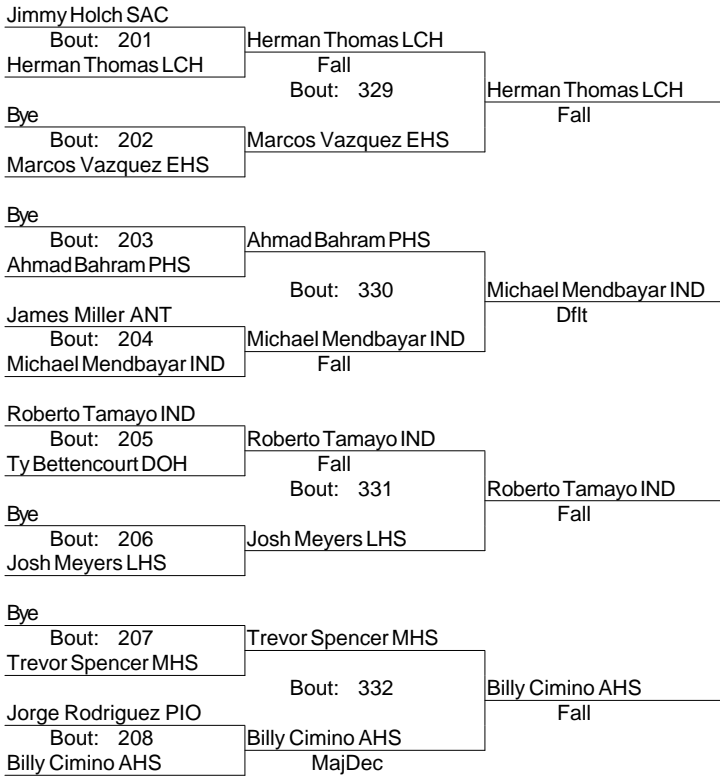 Jimmy Holch SAC
Bout: 201
Herman Thomas LCH
Herman Thomas LCH
Fall
Bout: 329
Herman Thomas LCH
Fall
Bye
Bout: 202
Marcos Vazquez EHS
Marcos Vazquez EHS
Bye
Bout: 203
Ahmad Bahram PHS
Ahmad Bahram PHS
Bout: 330
Michael Mendbayar IND
Dflt
James Miller ANT
Bout: 204
Michael Mendbayar IND
Michael Mendbayar IND
Fall
Roberto Tamayo IND
Bout: 205
Roberto Tamayo IND
Ty Bettencourt DOH
Fall
Bout: 331
Roberto Tamayo IND
Fall
Bye
Bout: 206
Josh Meyers LHS
Josh Meyers LHS
Bye
Bout: 207
Trevor Spencer MHS
Trevor Spencer MHS
Bout: 332
Billy Cimino AHS
Fall
Jorge Rodriguez PIO
Bout: 208
Billy Cimino AHS
Billy Cimino AHS
MajDec